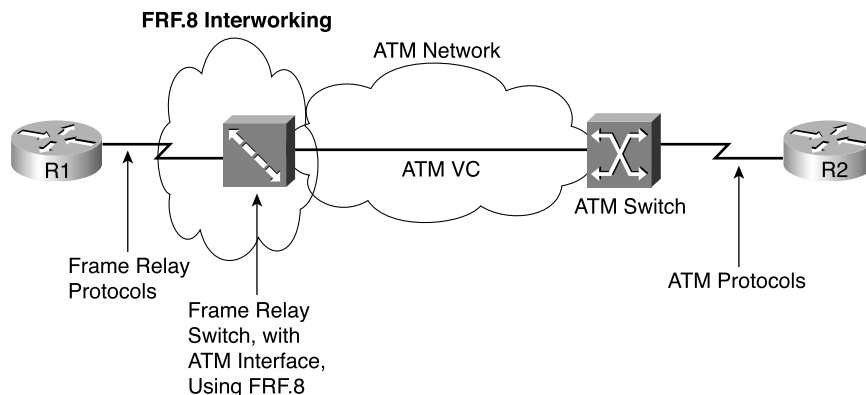 FRF.8 Interworking
ATM Network
R1
ATM VC
R2
ATM Switch
Frame Relay
Protocols
ATM Protocols
Frame Relay
Switch, with
ATM Interface,
Using FRF.8